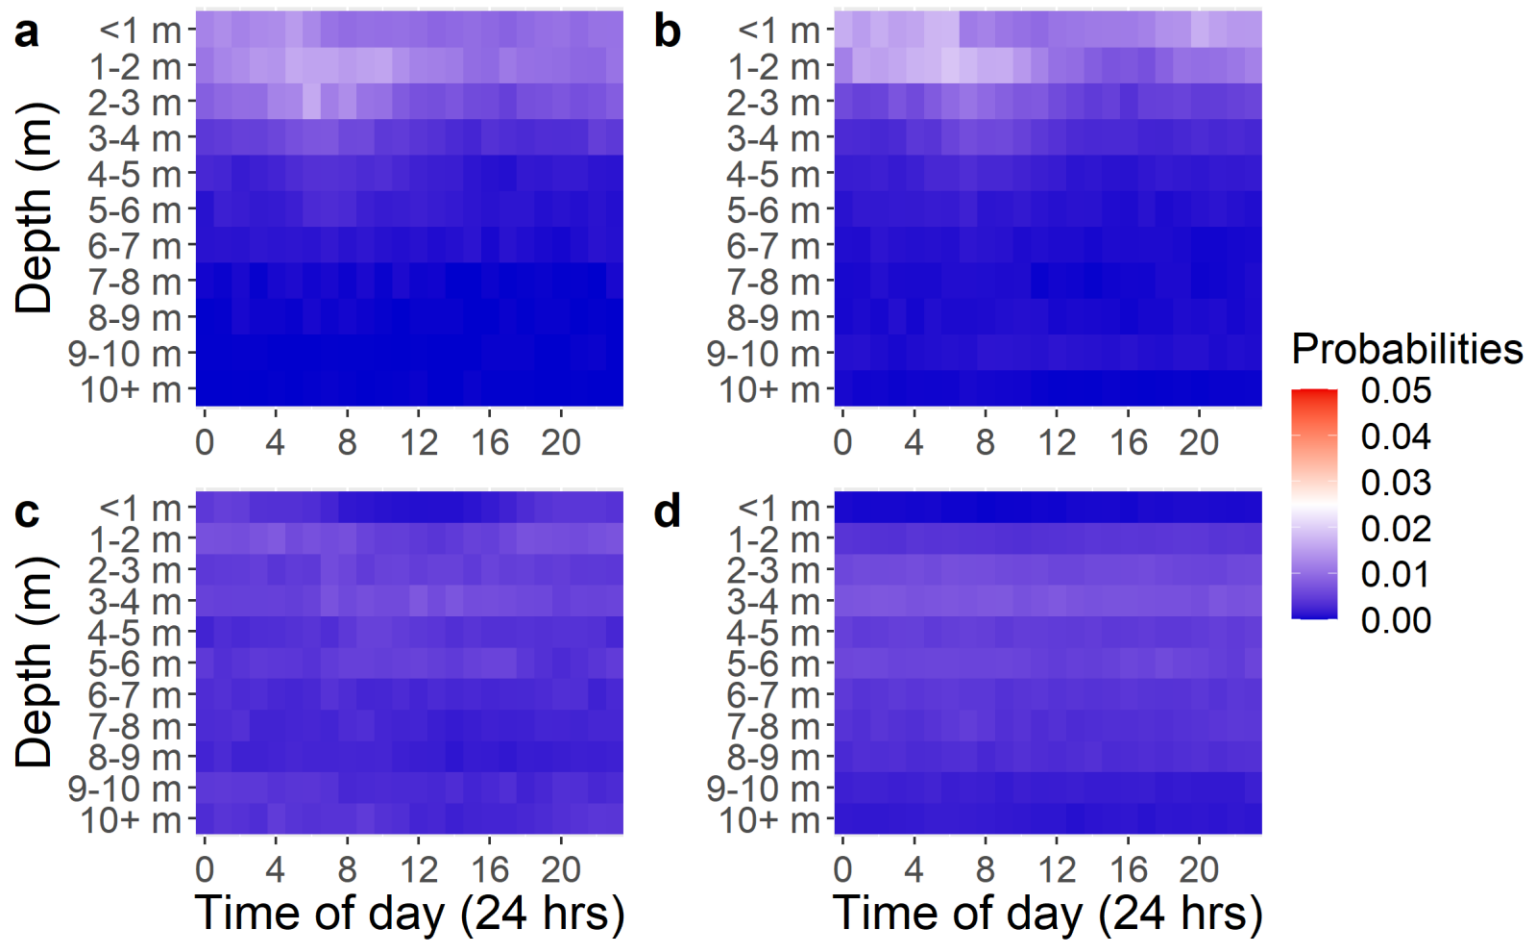 a
Depth (m)
<1 m
1-2 m
2-3 m
3-4 m
4-5 m
5-6 m
6-7 m
7-8 m
8-9 m
9-10 m
10+ m
0 4 8 12 16 20
b
<1 m
1-2 m
2-3 m
3-4 m
4-5 m
5-6 m
6-7 m
7-8 m
8-9 m
9-10 m
10+ m
0 4 8 12 16 20
c
Depth (m)
<1 m
1-2 m
2-3 m
3-4 m
4-5 m
5-6 m
6-7 m
7-8 m
8-9 m
9-10 m
10+ m
0 4 8 12 16 20
Time of day (24 hrs)
d
<1 m
1-2 m
2-3 m
3-4 m
4-5 m
5-6 m
6-7 m
7-8 m
8-9 m
9-10 m
10+ m
0 4 8 12 16 20
Time of day (24 hrs)
Probabilities
0.05
0.04
0.03
0.02
0.01
0.00